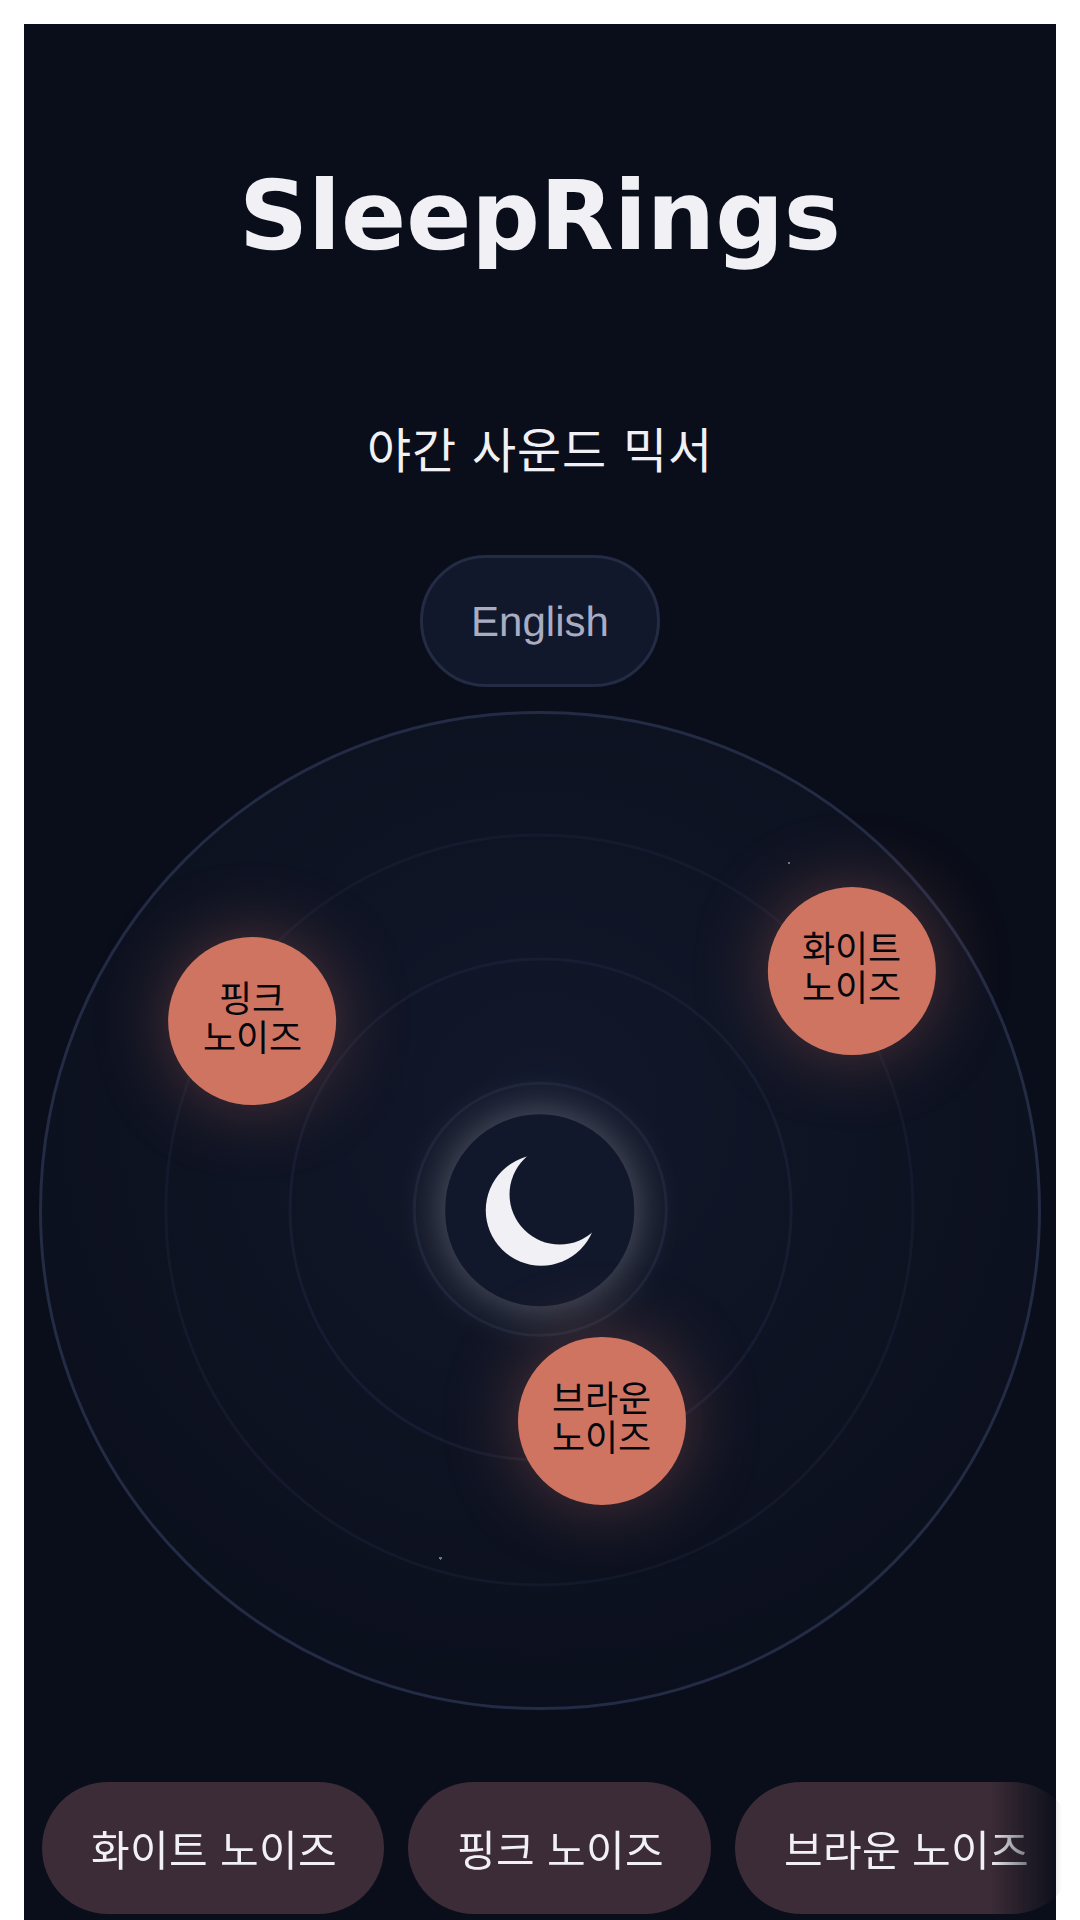 SleepRings
야간 사운드 믹서
English
핑크
노이즈
화이트
노이즈
브라운
노이즈
화이트 노이즈
핑크 노이즈
브라운 노이즈